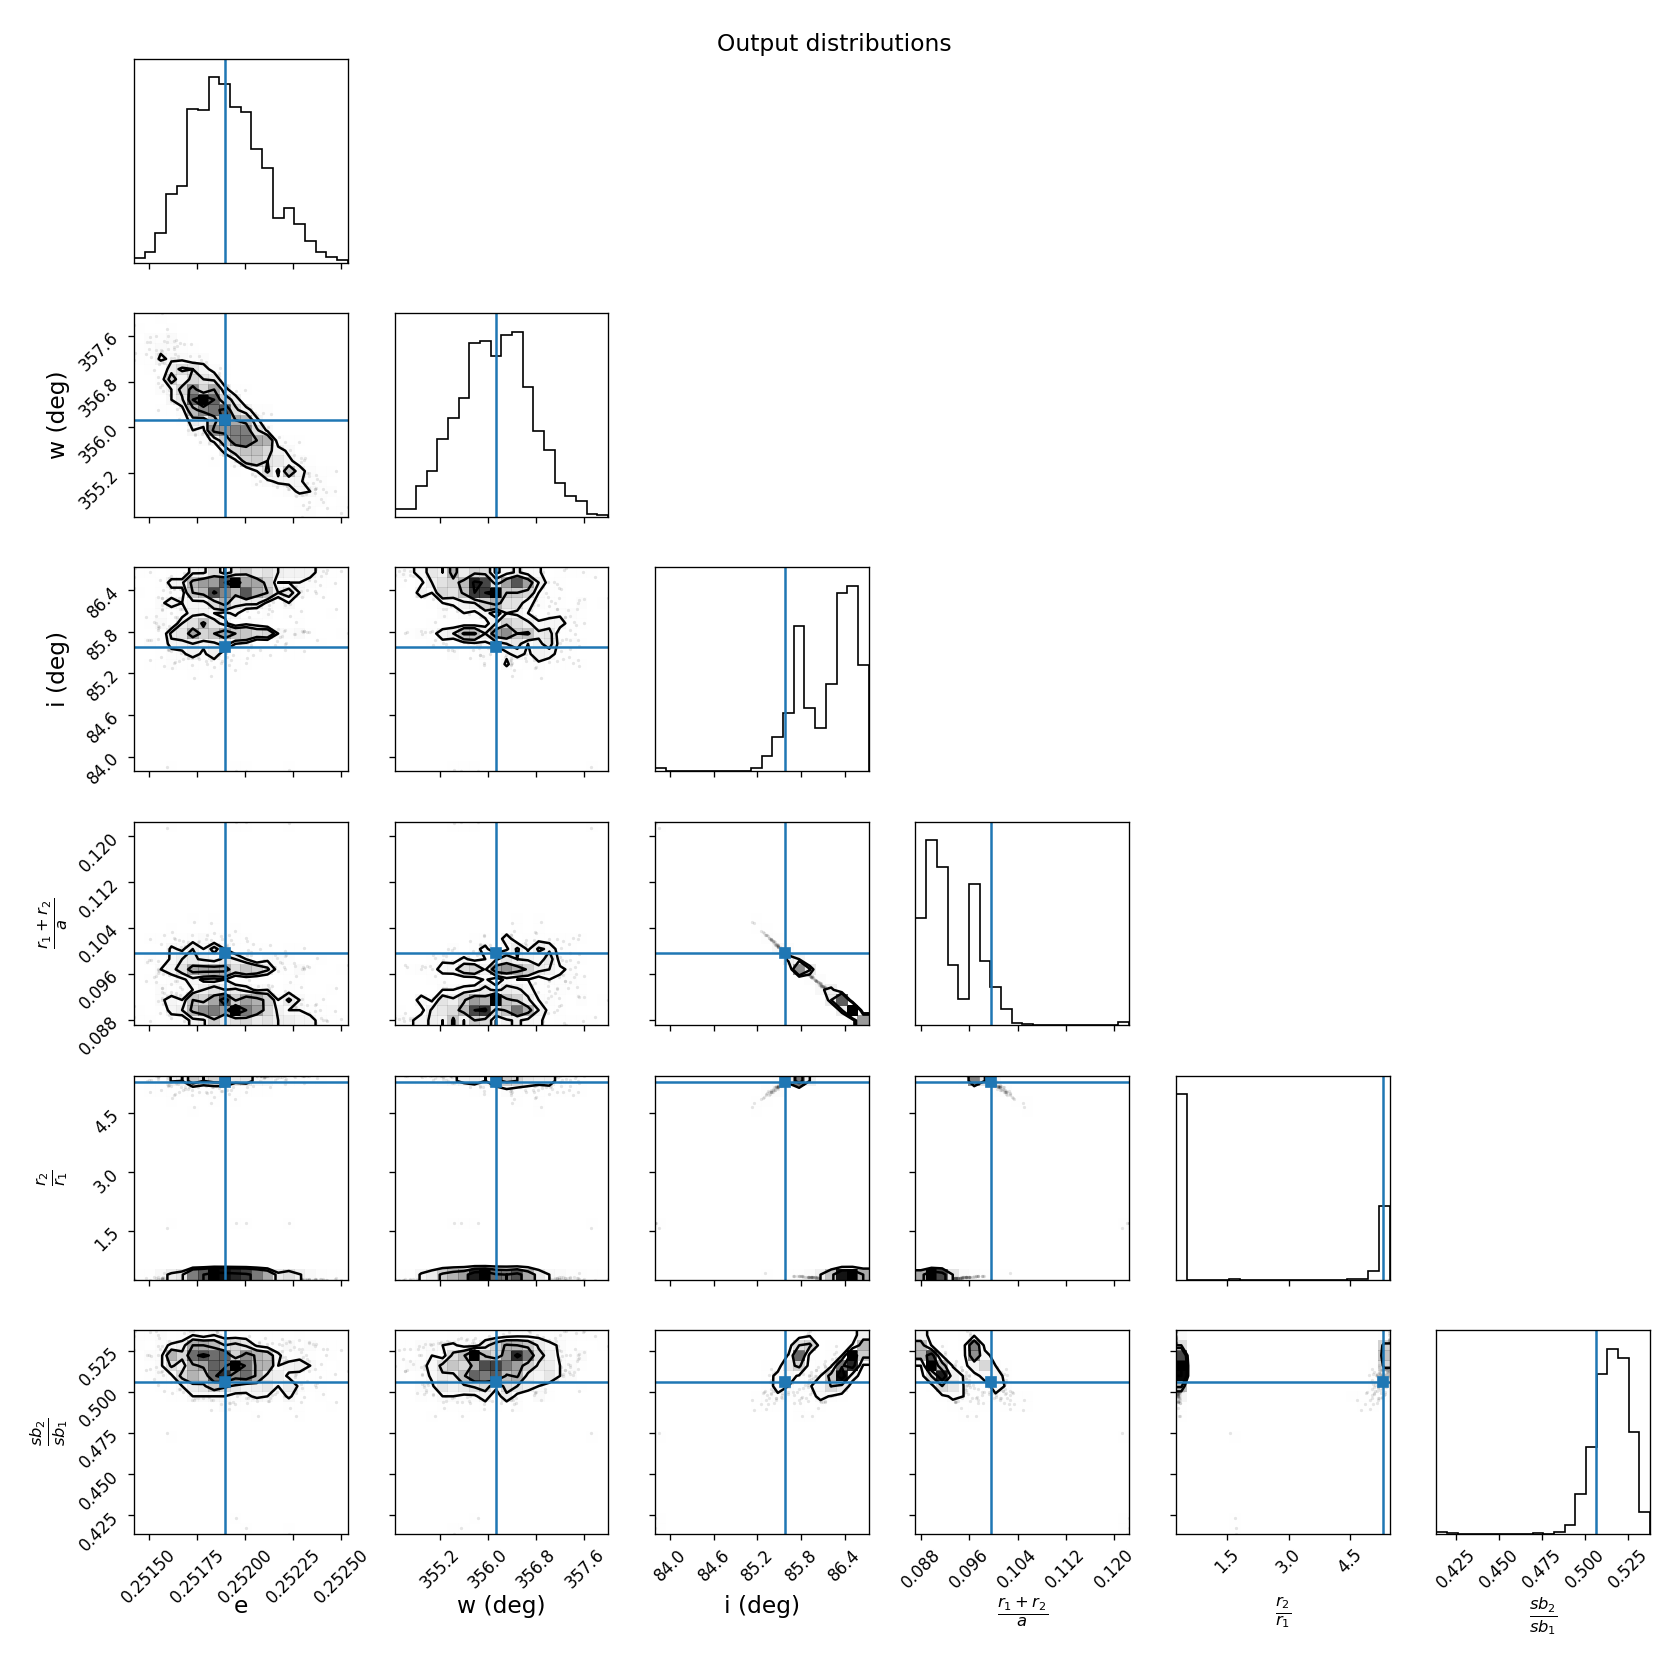 Output distributions
w (deg)
357.6
356.8
356.0
355.2
i (deg)
86.4
85.8
85.2
84.6
84.0
r₁ + r₂
a
0.120
0.112
0.104
0.096
0.088
r₂
r₁
4.5
3.0
1.5
sb₂
sb₁
0.525
0.500
0.475
0.450
0.425
0.25150 0.25175 0.25200 0.25225 0.25250
e
355.2 356.0 356.8 357.6
w (deg)
84.0 84.6 85.2 85.8 86.4
i (deg)
0.088 0.096 0.104 0.112 0.120
r₁ + r₂
a
1.5 3.0 4.5
r₂
r₁
0.425 0.450 0.475 0.500 0.525
sb₂
sb₁